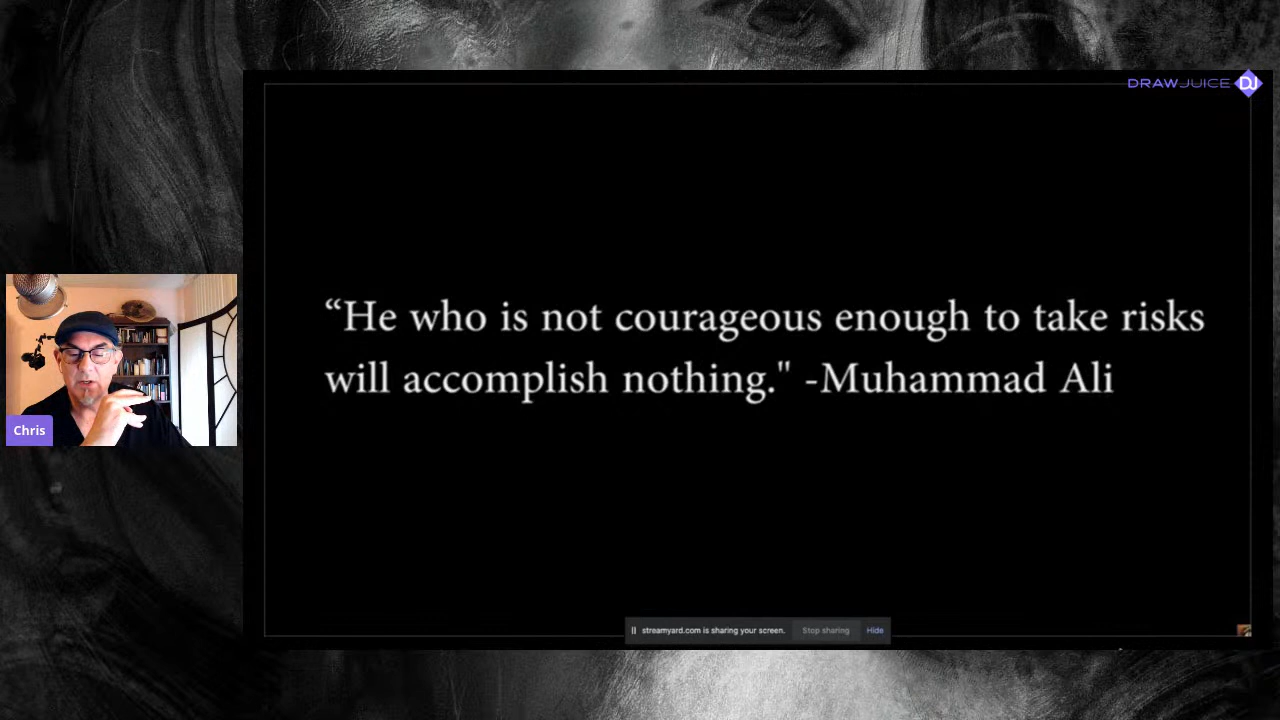 DRAWJUICE DJ
“He who is not courageous enough to take risks
will accomplish nothing." -Muhammad Ali
Chris
streamyard.com is sharing your screen. Stop sharing Hide